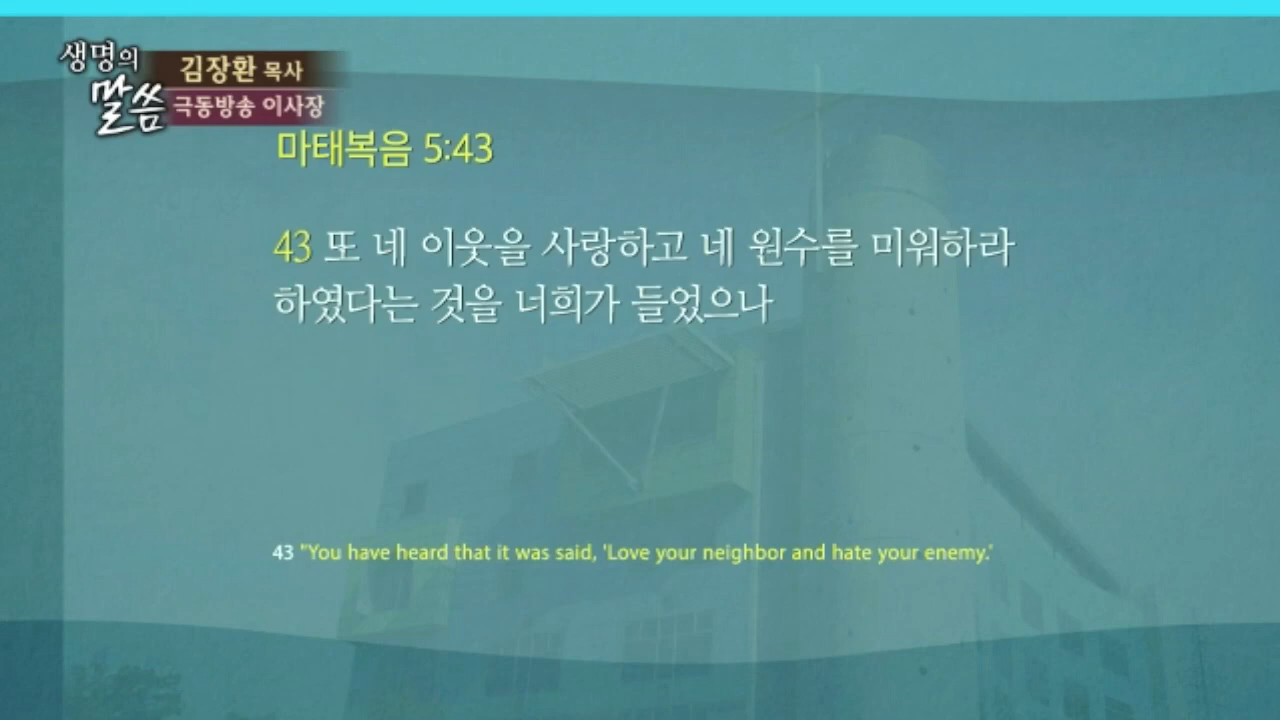 생명의
말씀
김장환 목사
극동방송 이사장
마태복음 5:43
43 또 네 이웃을 사랑하고 네 원수를 미워하라
하였다는 것을 너희가 들었으나
43 "You have heard that it was said, 'Love your neighbor and hate your enemy.'